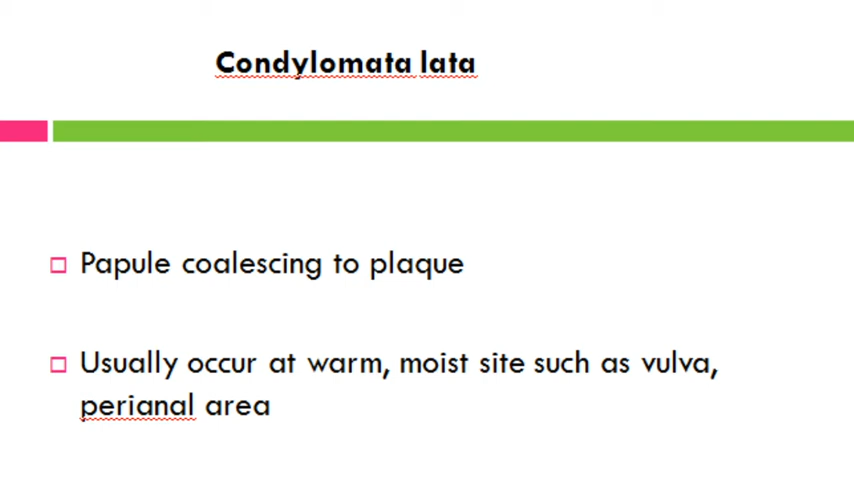 Condylomata lata
Papule coalescing to plaque
Usually occur at warm, moist site such as vulva,
perianal area